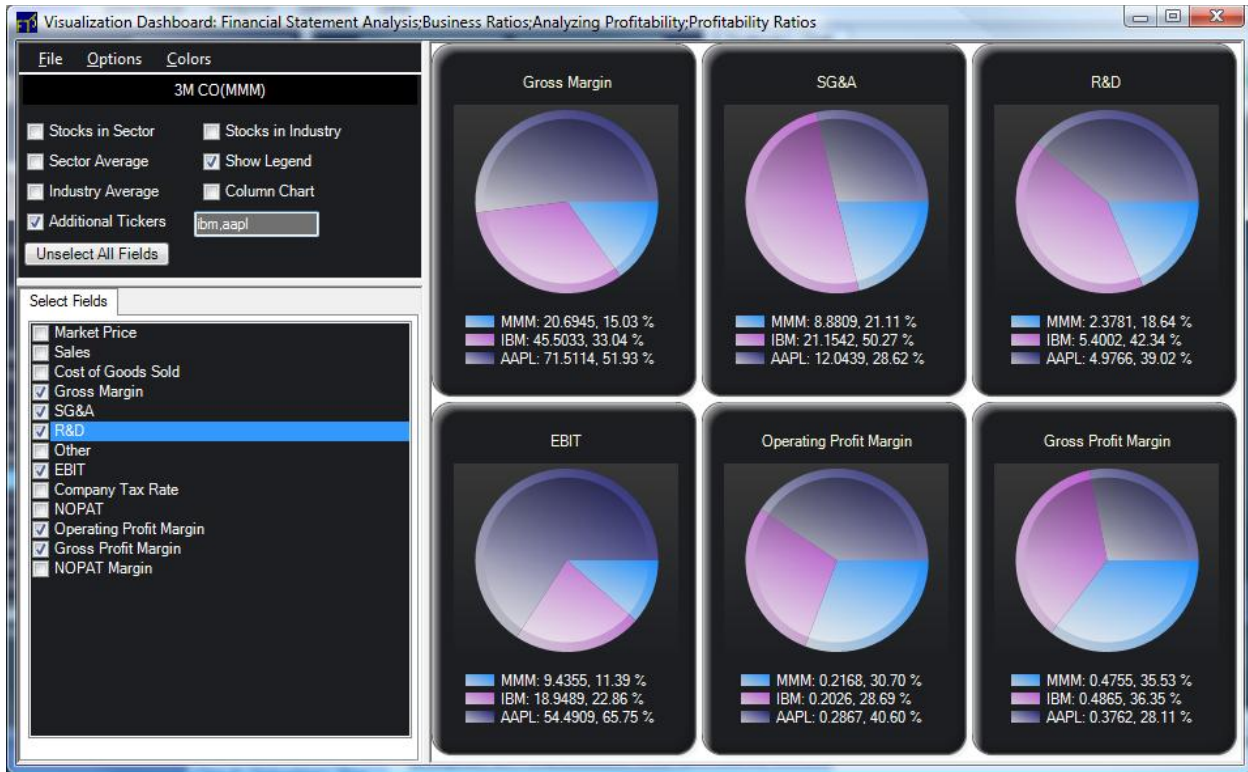 Visualization Dashboard: Financial Statement Analysis;Business Ratios;Analyzing Profitability;Profitability Ratios
File Options Colors
3M CO(MMM)
Stocks in Sector Stocks in Industry
Sector Average Show Legend
Industry Average Column Chart
Additional Tickers ibm,aapl
Unselect All Fields
Select Fields
Market Price
Sales
Cost of Goods Sold
Gross Margin
SG&A
R&D
Other
EBIT
Company Tax Rate
NOPAT
Operating Profit Margin
Gross Profit Margin
NOPAT Margin
Gross Margin
MMM: 20.6945, 15.03 %
IBM: 45.5033, 33.04 %
AAPL: 71.5114, 51.93 %
SG&A
MMM: 8.8809, 21.11 %
IBM: 21.1542, 50.27 %
AAPL: 12.0439, 28.62 %
R&D
MMM: 2.3781, 18.64 %
IBM: 5.4002, 42.34 %
AAPL: 4.9766, 39.02 %
EBIT
MMM: 9.4355, 11.39 %
IBM: 18.9489, 22.86 %
AAPL: 54.4909, 65.75 %
Operating Profit Margin
MMM: 0.2168, 30.70 %
IBM: 0.2026, 28.69 %
AAPL: 0.2867, 40.60 %
Gross Profit Margin
MMM: 0.4755, 35.53 %
IBM: 0.4865, 36.35 %
AAPL: 0.3762, 28.11 %